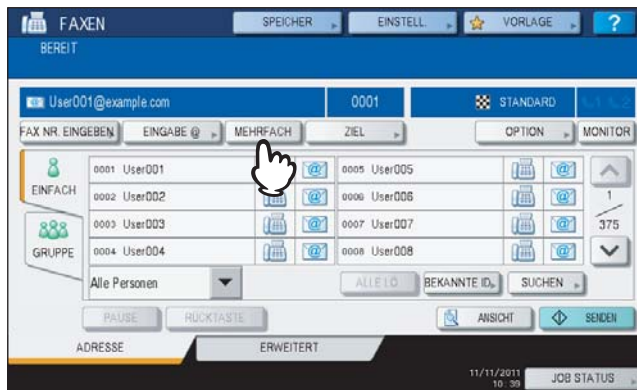 FAXEN SPEICHER EINSTELL. VORLAGE ?
BEREIT
User001@example.com 0001 STANDARD L1 L2
FAX NR. EINGEBEN EINGABE @ MEHRFACH ZIEL OPTION MONITOR
EINFACH
GRUPPE
0001 User001 0005 User005
0002 User002 0006 User006
0003 User003 0007 User007
0004 User004 0008 User008
1
375
Alle Personen ALLE LÖ BEKANNTE ID. SUCHEN
PAUSE RÜCKTASTE ANSICHT SENDEN
ADRESSE ERWEITERT
11/11/2011
10:39 JOB STATUS